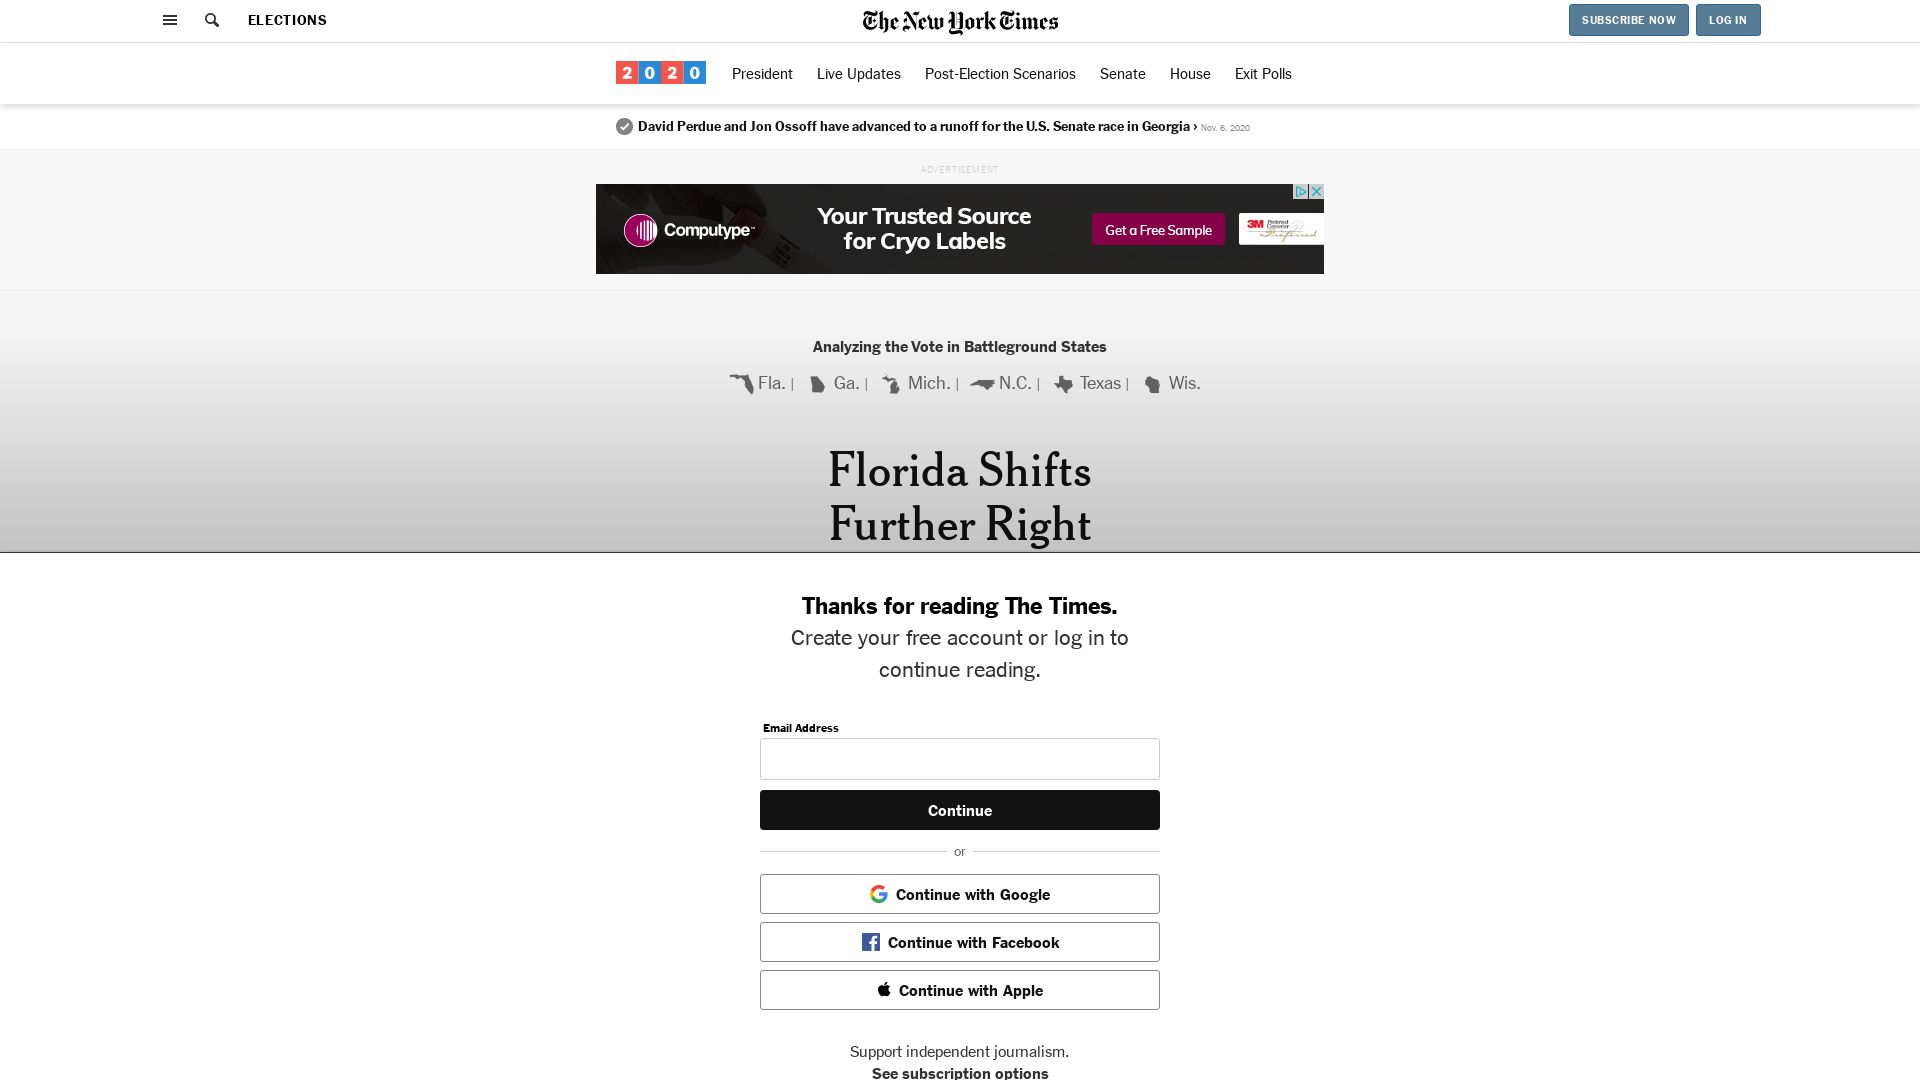 ELECTIONS
The New York Times
SUBSCRIBE NOW
LOG IN
2020
President
Live Updates
Post-Election Scenarios
Senate
House
Exit Polls
David Perdue and Jon Ossoff have advanced to a runoff for the U.S. Senate race in Georgia › Nov. 6, 2020
ADVERTISEMENT
Computype™
Your Trusted Source
for Cryo Labels
Get a Free Sample
3M Preferred
Converter
Preferred
Analyzing the Vote in Battleground States
Fla. | Ga. | Mich. | N.C. | Texas | Wis.
Florida Shifts
Further Right
Thanks for reading The Times.
Create your free account or log in to
continue reading.
Email Address
Continue
or
Continue with Google
Continue with Facebook
Continue with Apple
Support independent journalism.
See subscription options